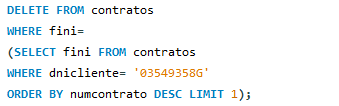 DELETE FROM contratos
WHERE fini=
(SELECT fini FROM contratos
WHERE dnicliente= '03549358G'
ORDER BY numcontrato DESC LIMIT 1);